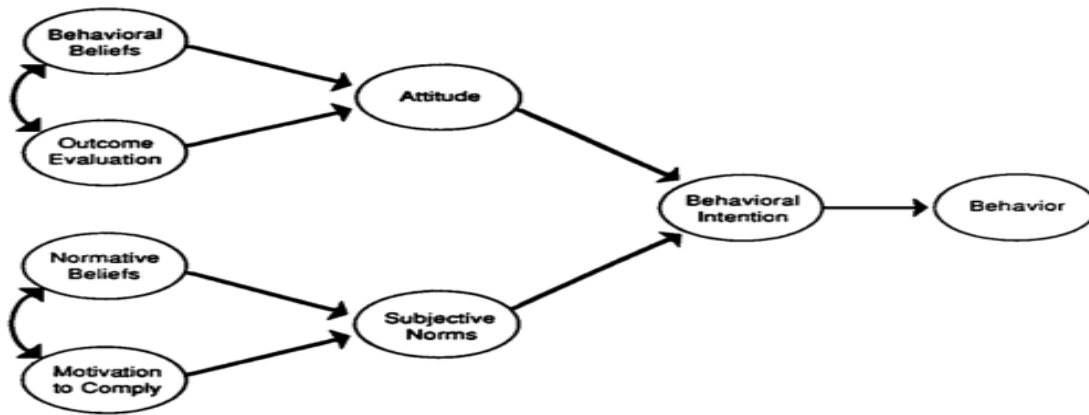 Behavioral
Beliefs
Outcome
Evaluation
Attitude
Normative
Beliefs
Motivation
to Comply
Subjective
Norms
Behavioral
Intention
Behavior